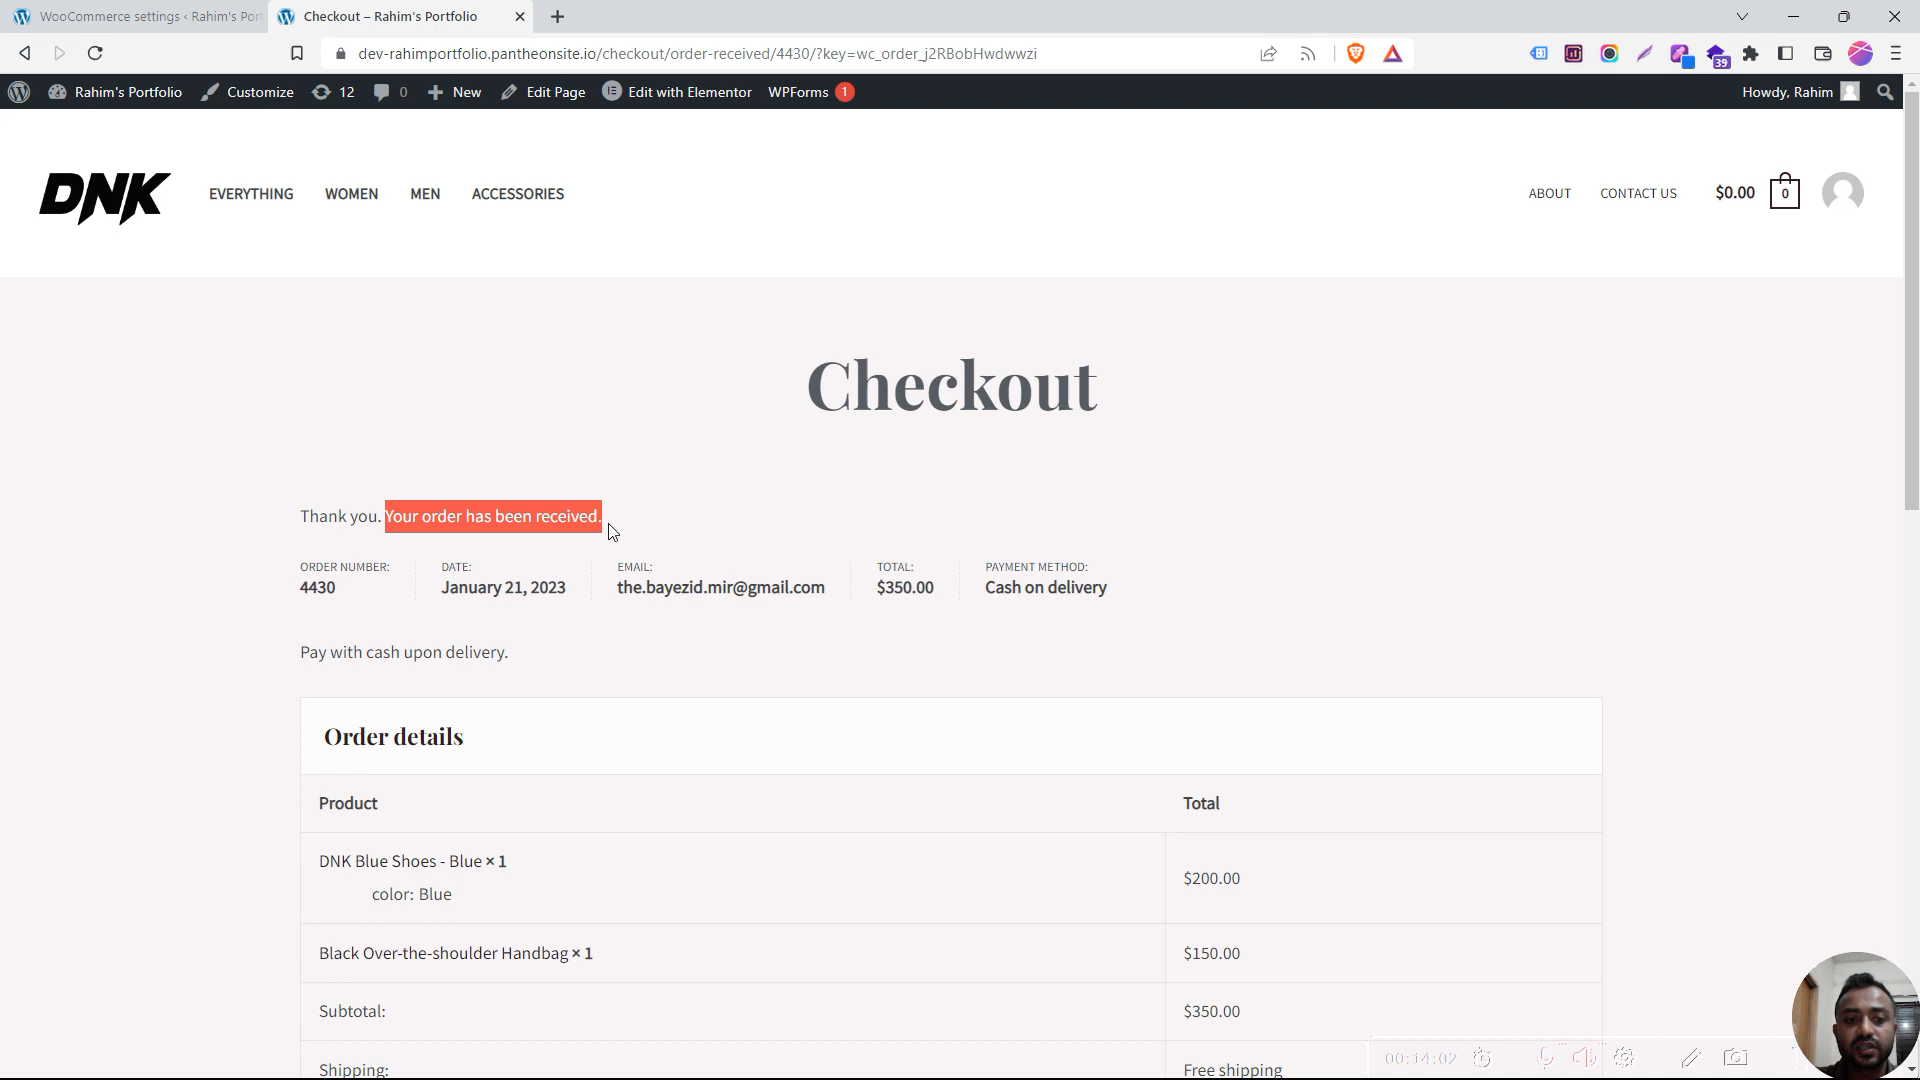 WooCommerce settings ‹ Rahim's Por
Checkout – Rahim's Portfolio
dev-rahimportfolio.pantheonsite.io/checkout/order-received/4430/?key=wc_order_j2RBobHwdwwzi
39
Rahim's Portfolio
Customize
12
0
New
Edit Page
Edit with Elementor
WPForms
1
Howdy, Rahim
DNK
EVERYTHING
WOMEN
MEN
ACCESSORIES
ABOUT
CONTACT US
$0.00
0
Checkout
Thank you. Your order has been received.
ORDER NUMBER:
4430
DATE:
January 21, 2023
EMAIL:
the.bayezid.mir@gmail.com
TOTAL:
$350.00
PAYMENT METHOD:
Cash on delivery
Pay with cash upon delivery.
Order details
Product
Total
DNK Blue Shoes - Blue × 1
color: Blue
$200.00
Black Over-the-shoulder Handbag × 1
$150.00
Subtotal:
$350.00
Shipping:
Free shipping
00:14:02